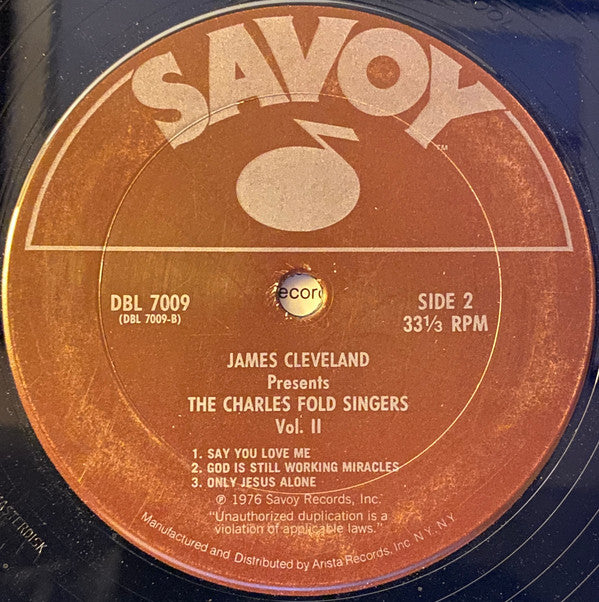 SAVOY
TM
ecord
DBL 7009
(DBL 7009-B)
SIDE 2
33⅓ RPM
JAMES CLEVELAND
Presents
THE CHARLES FOLD SINGERS
Vol. II
1. SAY YOU LOVE ME
2. GOD IS STILL WORKING MIRACLES
3. ONLY JESUS ALONE
℗ 1976 Savoy Records, Inc.
"Unauthorized duplication is a
violation of applicable laws."
Manufactured and Distributed by Arista Records, Inc. N.Y., N.Y.
MASTERDISK